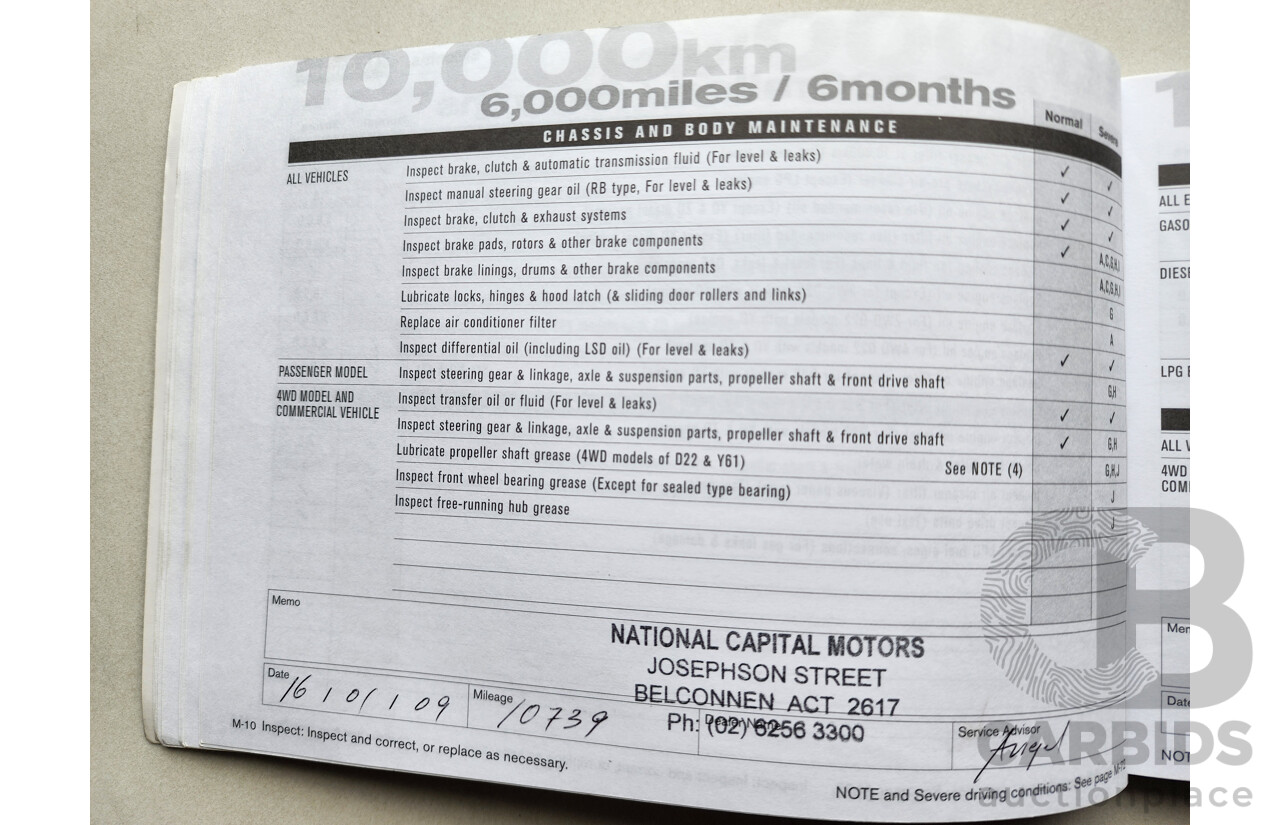 10,000km
6,000miles / 6months
CHASSIS AND BODY MAINTENANCE Normal Severe
ALL VEHICLES Inspect brake, clutch & automatic transmission fluid (For level & leaks) ✓ ✓
Inspect manual steering gear oil (RB type, For level & leaks) ✓ ✓
Inspect brake, clutch & exhaust systems ✓ ✓
Inspect brake pads, rotors & other brake components ✓ A,C,G,H,I
Inspect brake linings, drums & other brake components A,C,G,H,I
Lubricate locks, hinges & hood latch (& sliding door rollers and links) G
Replace air conditioner filter A
Inspect differential oil (including LSD oil) (For level & leaks) ✓ ✓
PASSENGER MODEL Inspect steering gear & linkage, axle & suspension parts, propeller shaft & front drive shaft G,H
4WD MODEL AND Inspect transfer oil or fluid (For level & leaks) ✓ ✓
COMMERCIAL VEHICLE Inspect steering gear & linkage, axle & suspension parts, propeller shaft & front drive shaft ✓ G,H
Lubricate propeller shaft grease (4WD models of D22 & Y61) See NOTE (4) G,H,J
Inspect front wheel bearing grease (Except for sealed type bearing) J
Inspect free-running hub grease J
Memo
NATIONAL CAPITAL MOTORS
JOSEPHSON STREET
BELCONNEN ACT 2617
Ph: (02) 6256 3300
Date 16/01/09 Mileage 10739 Service Advisor
M-10 Inspect: Inspect and correct, or replace as necessary.
NOTE and Severe driving conditions: See page
ALL E
GASO
DIESE
LPG E
ALL V
4WD
COM
Mem
Date
NOT
CARBIDS
auctionplace